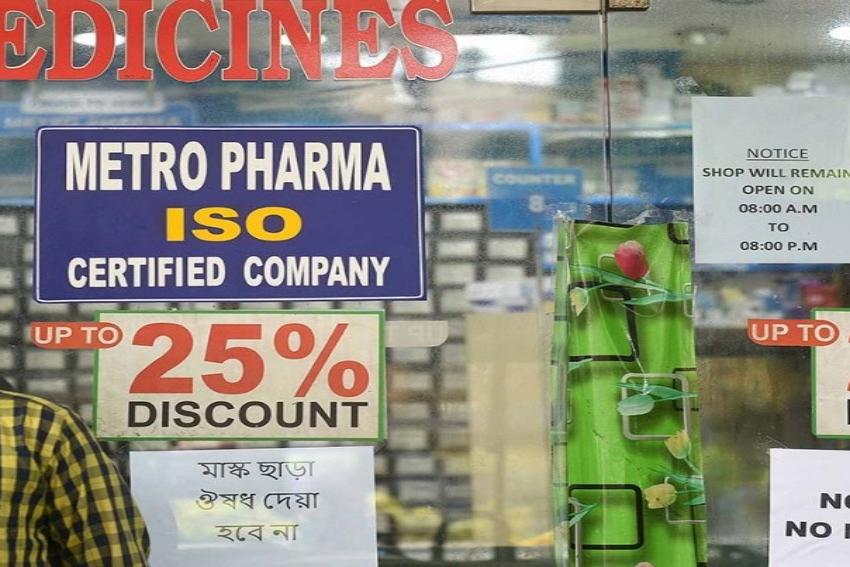 EDICINES
METRO PHARMA
ISO
CERTIFIED COMPANY
UP TO
25%
DISCOUNT
মাস্ক ছাড়া
ঔষধ দেয়া
হবে না
COUNTER
8
NOTICE
SHOP WILL REMAIN
OPEN ON
08:00 A.M
TO
08:00 P.M
UP TO
NO